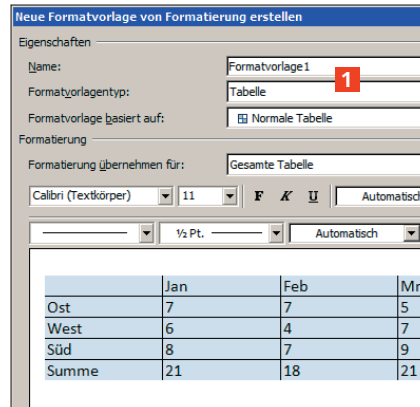 Neue Formatvorlage von Formatierung erstellen
Eigenschaften
Name: Formatvorlage1
1
Formatvorlagentyp: Tabelle
Formatvorlage basiert auf: Normale Tabelle
Formatierung
Formatierung übernehmen für: Gesamte Tabelle
Calibri (Textkörper) 11 F K U Automatisch
½ Pt. Automatisch
Jan Feb Mr
Ost 7 7 5
West 6 4 7
Süd 8 7 9
Summe 21 18 21